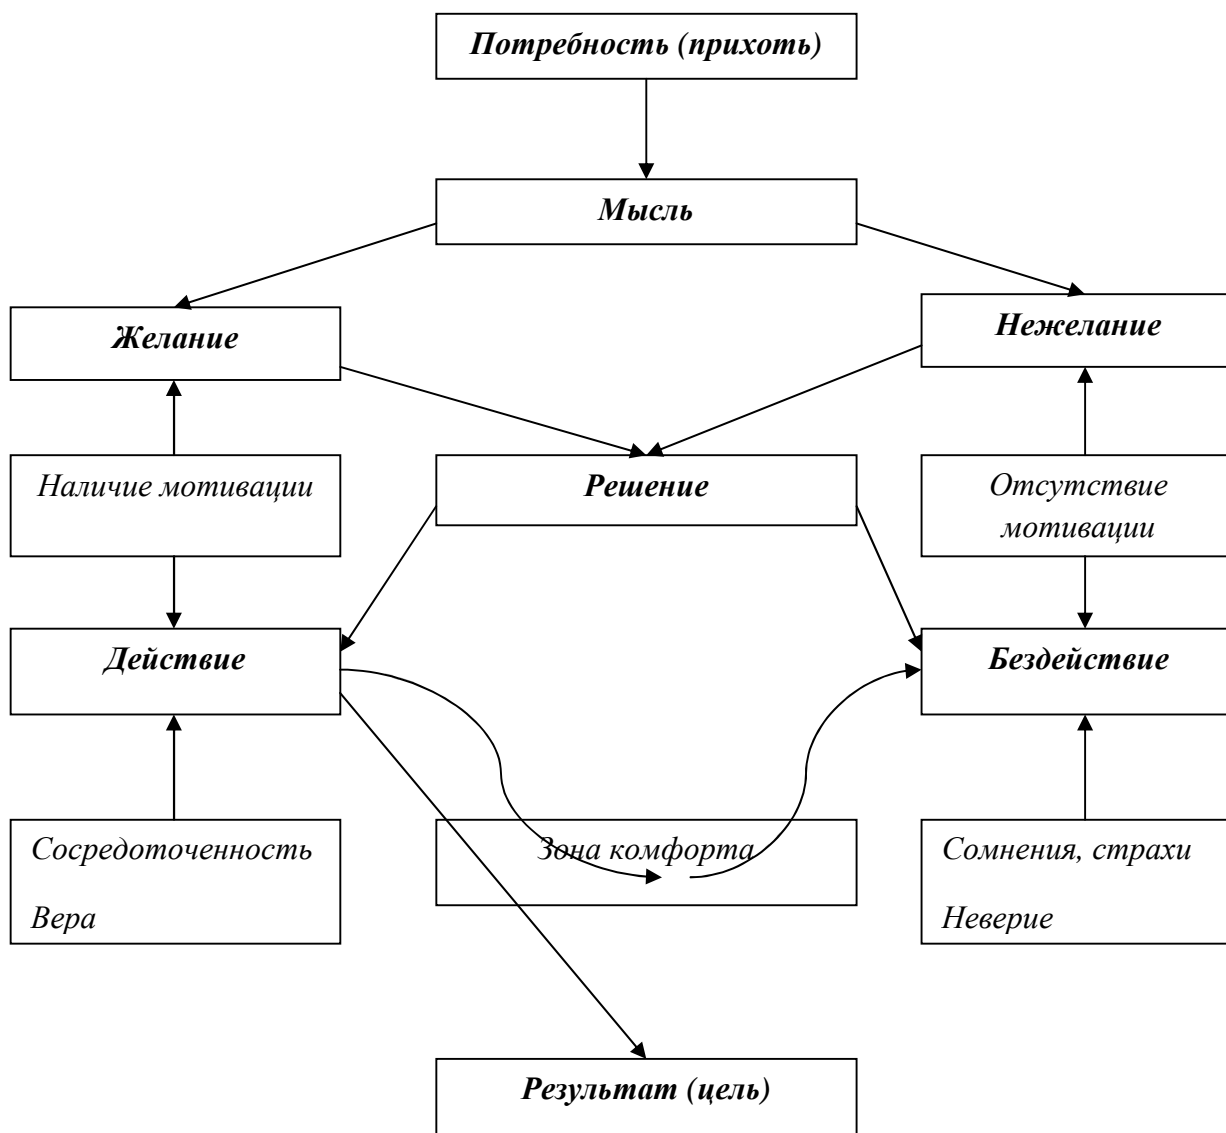 Потребность (прихоть)
Мысль
Желание
Нежелание
Наличие мотивации
Решение
Отсутствие
мотивации
Действие
Бездействие
Сосредоточенность
Вера
Зона комфорта
Сомнения, страхи
Неверие
Результат (цель)